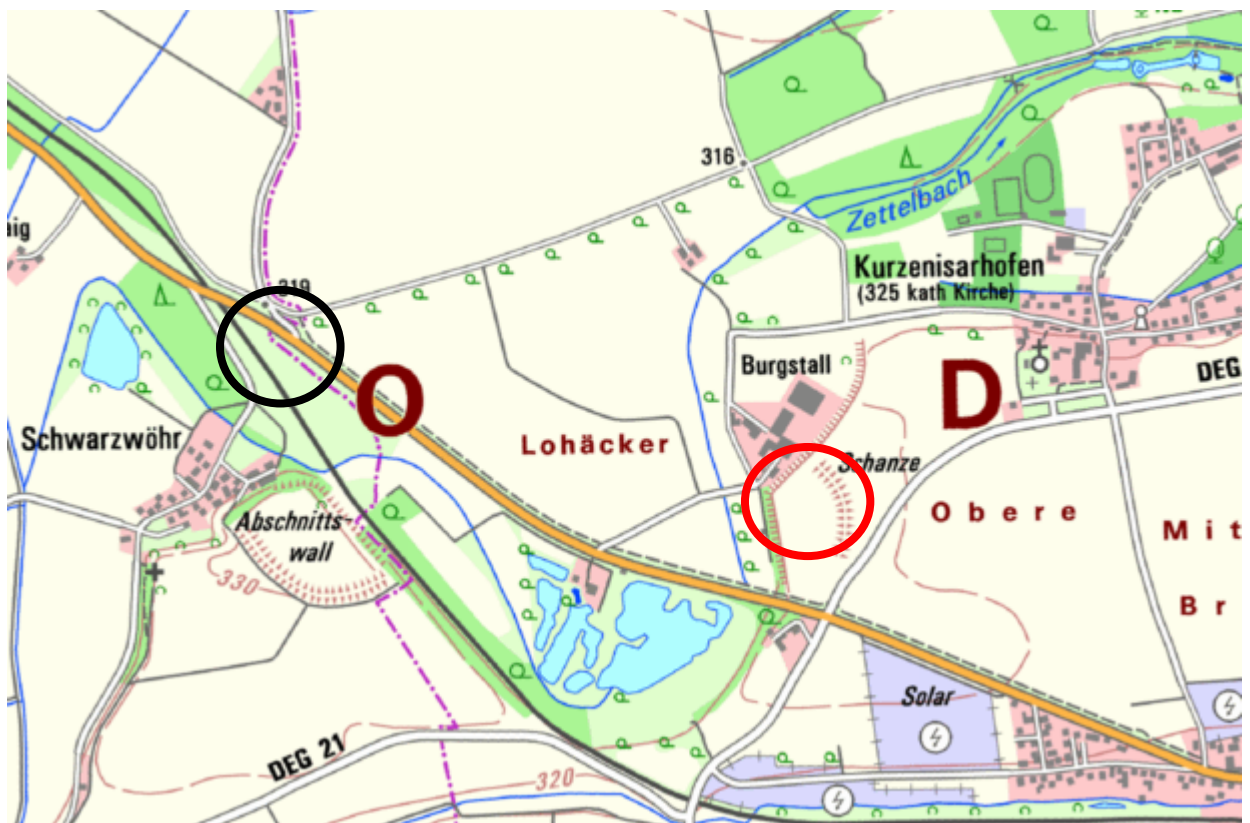 316
Zettelbach
aig
319
Kurzenisarhofen
(325 kath Kirche)
Burgstall
DEG
O
D
Schwarzwöhr
Lohäcker
Schanze
Abschnitts-
wall
Obere
Mit
330
Br
Solar
DEG 21
320